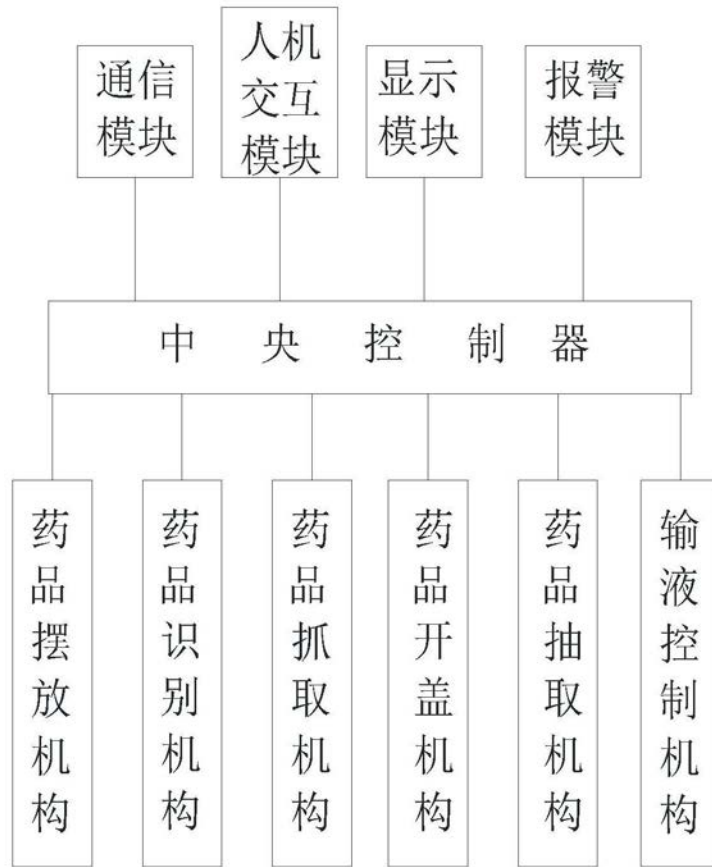 通信
模块
人机
交互
模块
显示
模块
报警
模块
中央控制器
药品摆放机构
药品识别机构
药品抓取机构
药品开盖机构
药品抽取机构
输液控制机构